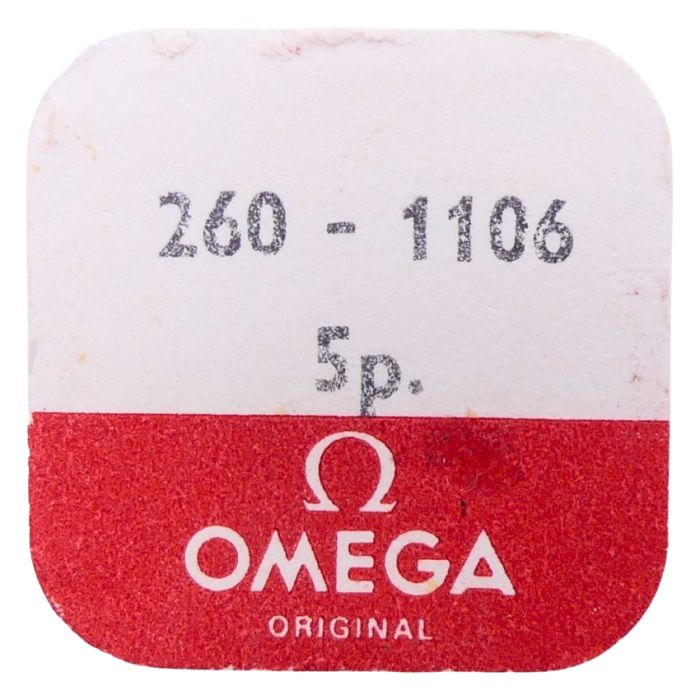 260 - 1106
5p.
Ω
OMEGA
ORIGINAL